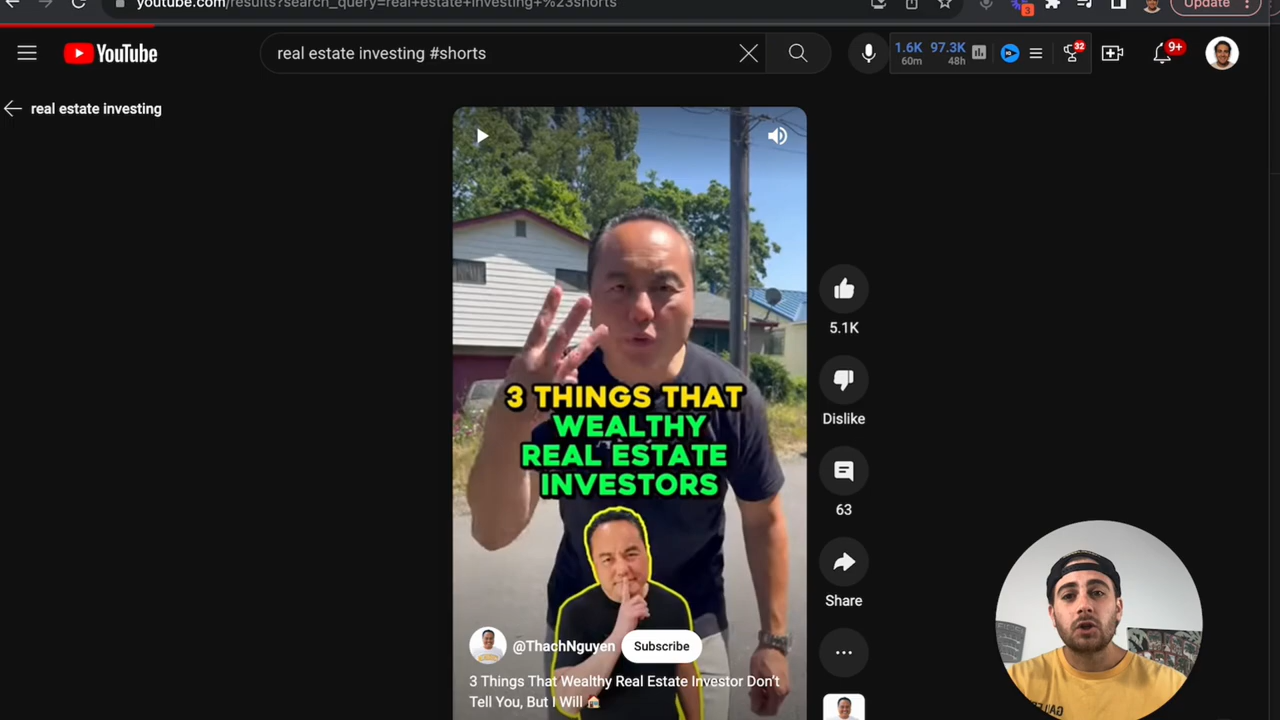 youtube.com/results?search_query=real+estate+investing+%23shorts
3
Update
YouTube
real estate investing #shorts
1.6K 97.3K
60m 48h
32
9+
real estate investing
3 THINGS THAT
WEALTHY
REAL ESTATE
INVESTORS
5.1K
Dislike
63
Share
@ThachNguyen Subscribe
3 Things That Wealthy Real Estate Investor Don't
Tell You, But I Will